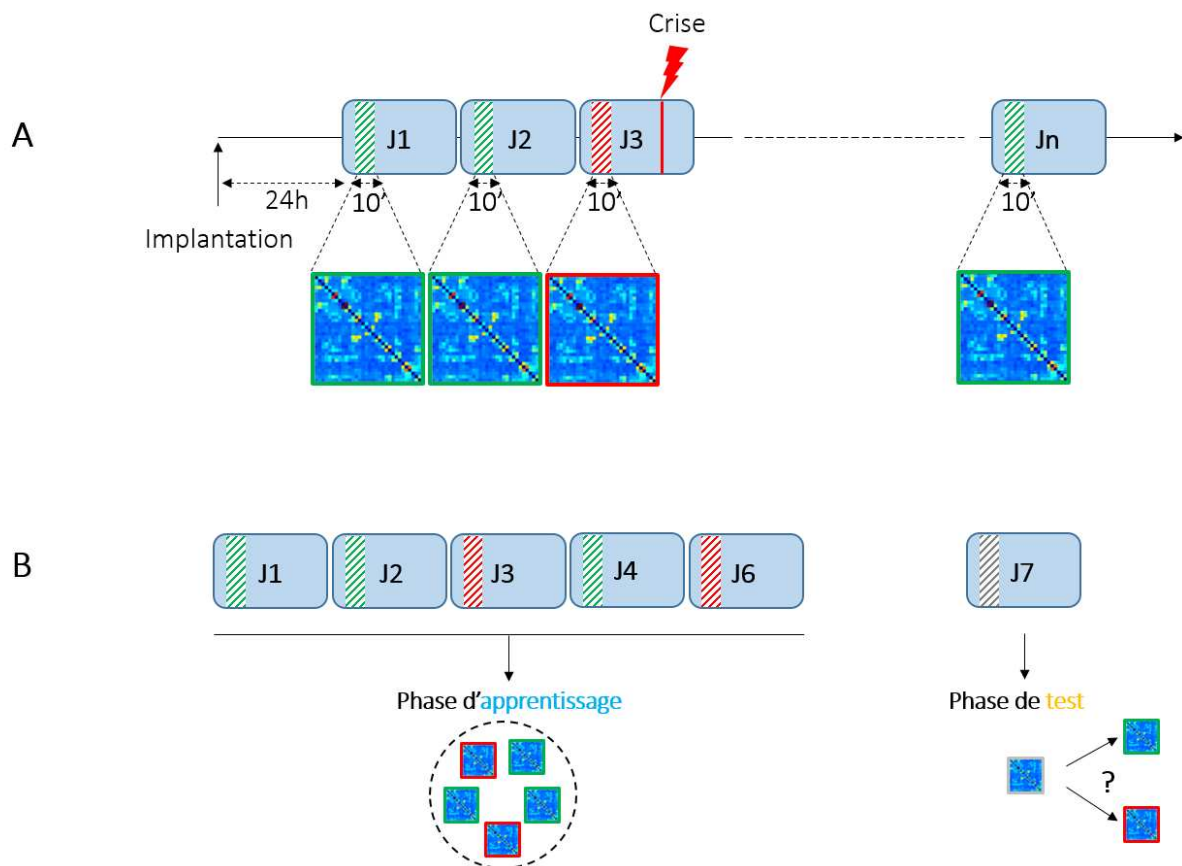 Crise
A
J1
J2
J3
Jn
24h
10’
10’
10’
10’
Implantation
B
J1
J2
J3
J4
J6
J7
Phase d’apprentissage
Phase de test
?